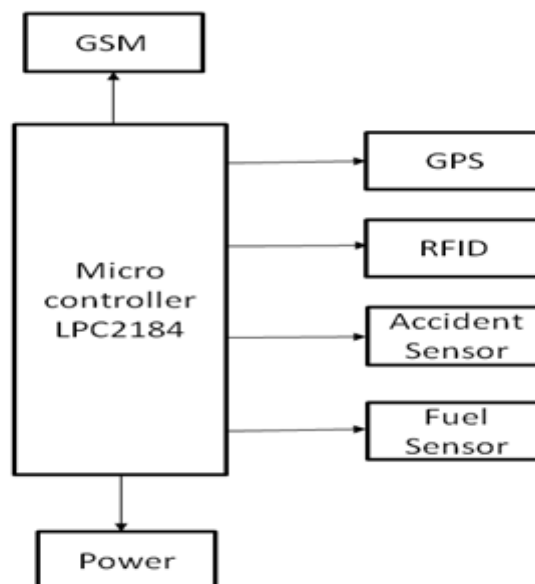 GSM
GPS
RFID
Micro
controller
LPC2184
Accident
Sensor
Fuel
Sensor
Power